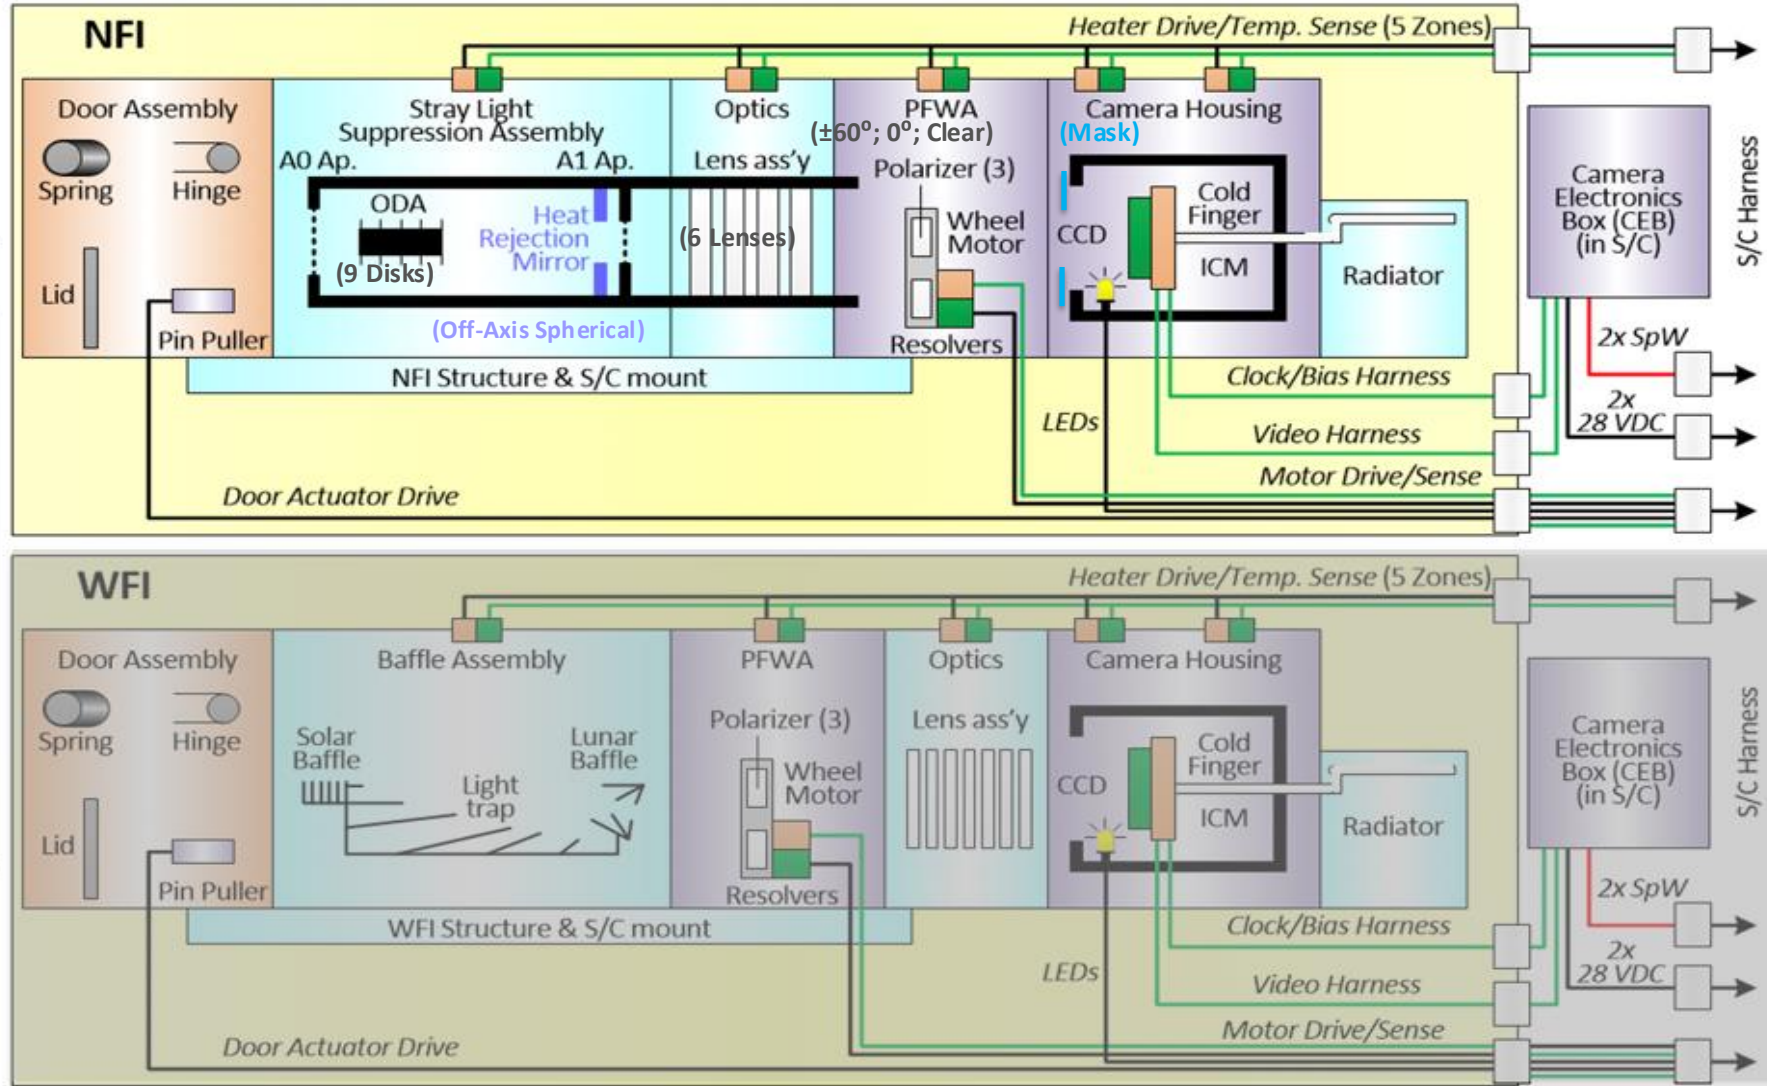 NFI
Heater Drive/Temp. Sense (5 Zones)
Door Assembly
Spring
Hinge
Lid
Pin Puller
Stray Light
Suppression Assembly
A0 Ap.
A1 Ap.
ODA
(9 Disks)
Heat
Rejection
Mirror
(Off-Axis Spherical)
Optics
Lens ass'y
(6 Lenses)
PFWA
(±60⁰; 0⁰; Clear)
Polarizer (3)
Wheel
Motor
Resolvers
Camera Housing
(Mask)
CCD
Cold
Finger
ICM
Radiator
Camera
Electronics
Box (CEB)
(in S/C)
S/C Harness
NFI Structure & S/C mount
2x SpW
2x
28 VDC
Clock/Bias Harness
LEDs
Video Harness
Motor Drive/Sense
Door Actuator Drive
WFI
Heater Drive/Temp. Sense (5 Zones)
Door Assembly
Spring
Hinge
Lid
Pin Puller
Baffle Assembly
Solar
Baffle
Light
trap
Lunar
Baffle
PFWA
Polarizer (3)
Wheel
Motor
Resolvers
Optics
Lens ass'y
Camera Housing
CCD
Cold
Finger
ICM
Radiator
Camera
Electronics
Box (CEB)
(in S/C)
S/C Harness
WFI Structure & S/C mount
2x SpW
2x
28 VDC
Clock/Bias Harness
LEDs
Video Harness
Motor Drive/Sense
Door Actuator Drive